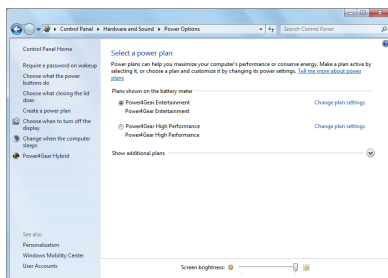 Control Panel ▸ Hardware and Sound ▸ Power Options
Search Control Panel
Control Panel Home
Require a password on wakeup
Choose what the power
buttons do
Choose what closing the lid
does
Create a power plan
Choose when to turn off the
display
Change when the computer
sleeps
Power4Gear Hybrid
See also
Personalization
Windows Mobility Center
User Accounts
Select a power plan
Power plans can help you maximize your computer's performance or conserve energy. Make a plan active by
selecting it, or choose a plan and customize it by changing its power settings. Tell me more about power
plans
Plans shown on the battery meter
Power4Gear Entertainment Change plan settings
Power4Gear Entertainment
Power4Gear High Performance Change plan settings
Power4Gear High Performance
Show additional plans
Screen brightness: